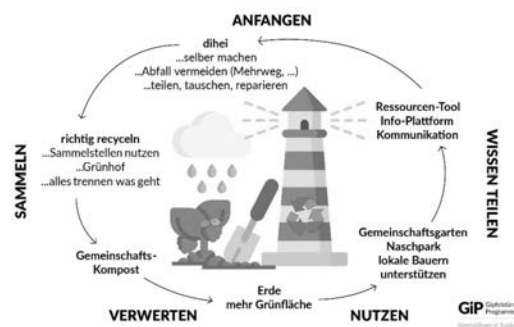 ANFANGEN
dihei
...selber machen
...Abfall vermeiden (Mehrweg, ...)
...teilen, tauschen, reparieren
SAMMELN
richtig recyceln
...Sammelstellen nutzen
...Grünhof
...alles trennen was geht
Gemeinschafts-
Kompost
VERWERTEN
Erde
mehr Grünfläche
NUTZEN
Gemeinschaftsgarten
Naschpark
lokale Bauern
unterstützen
WISSEN TEILEN
Ressourcen-Tool
Info-Plattform
Kommunikation
GiP